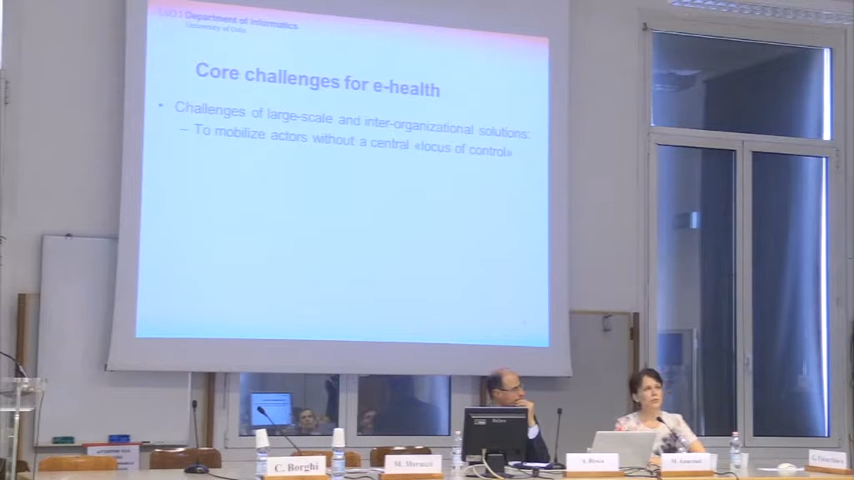 Department of Informatics
University of Oslo
Core challenges for e-health
• Challenges of large-scale and inter-organizational solutions:
– To mobilize actors without a central «locus of control»
C. Borghi